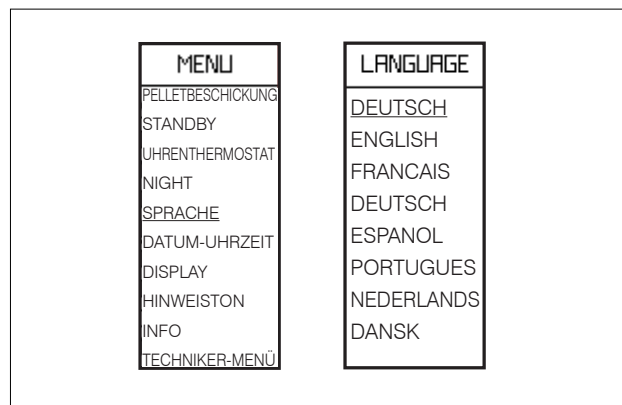 MENU
PELLETBESCHICKUNG
STANDBY
UHRENTHERMOSTAT
NIGHT
SPRACHE
DATUM-UHRZEIT
DISPLAY
HINWEISTON
INFO
TECHNIKER-MENÜ
LANGUAGE
DEUTSCH
ENGLISH
FRANCAIS
DEUTSCH
ESPANOL
PORTUGUES
NEDERLANDS
DANSK